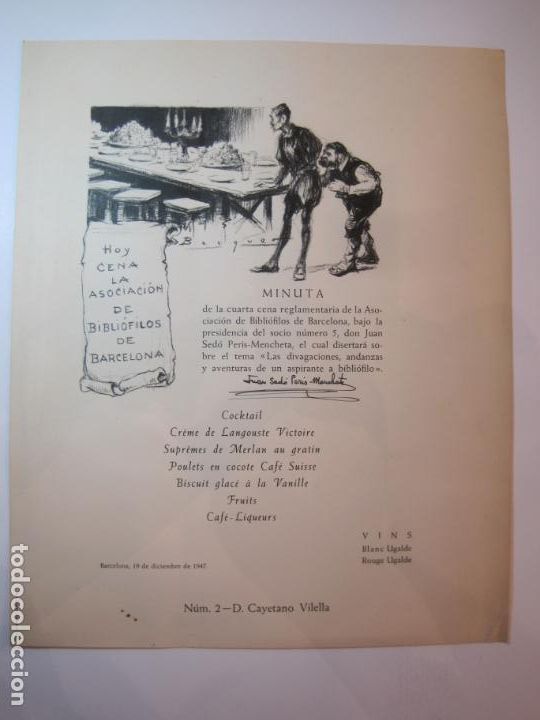 Hoy
CENA
LA
ASOCIACIÓN
DE
BIBLIÓFILOS
DE
BARCELONA
MINUTA
de la cuarta cena reglamentaria de la Aso-
ciación de Bibliófilos de Barcelona, bajo la
presidencia del socio número 5, don Juan
Sedó Peris-Mencheta, el cual disertará so-
bre el tema «Las divagaciones, andanzas
y aventuras de un aspirante a bibliófilo».
Juan Sedó Peris-Mencheta
Cocktail
Créme de Langouste Victoire
Suprêmes de Merlan au gratin
Poulets en cocote Café Suisse
Biscuit glacé à la Vanille
Fruits
Café-Liqueurs
VINS
Blanc Ugalde
Rouge Ugalde
Barcelona, 19 de diciembre de 1947
Núm. 2—D. Cayetano Vilella
todocoleccion.net